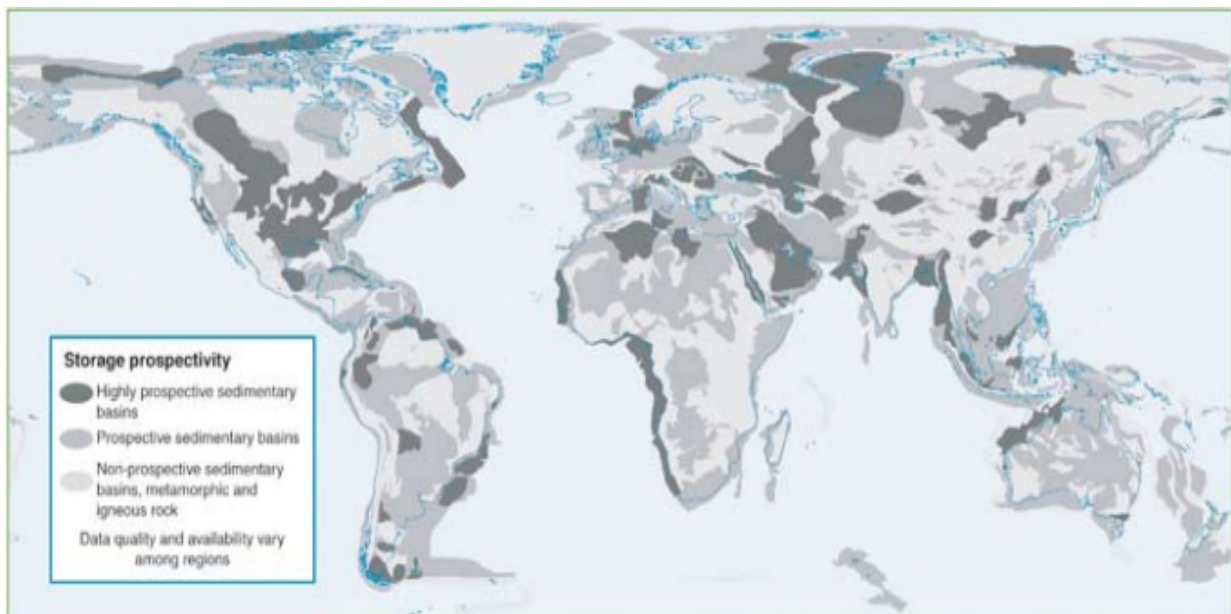 Storage prospectivity
Highly prospective sedimentary
basins
Prospective sedimentary basins
Non-prospective sedimentary
basins, metamorphic and
igneous rock
Data quality and availability vary
among regions